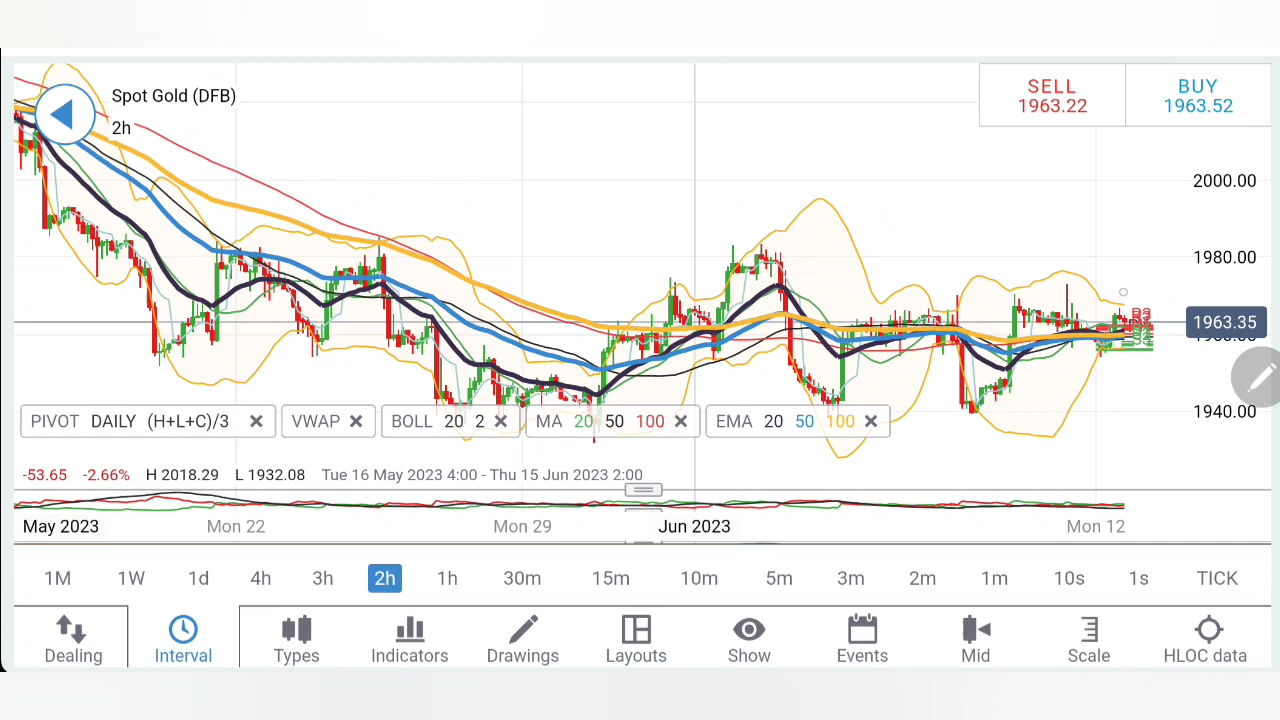 Spot Gold (DFB)
2h
SELL
1963.22
BUY
1963.52
2000.00
1980.00
1963.35
1940.00
PIVOT DAILY (H+L+C)/3
VWAP
BOLL 20 2
MA 20 50 100
EMA 20 50 100
-53.65 -2.66% H 2018.29 L 1932.08 Tue 16 May 2023 4:00 - Thu 15 Jun 2023 2:00
May 2023 Mon 22 Mon 29 Jun 2023 Mon 12
1M 1W 1d 4h 3h 2h 1h 30m 15m 10m 5m 3m 2m 1m 10s 1s TICK
Dealing Interval Types Indicators Drawings Layouts Show Events Mid Scale HLOC data